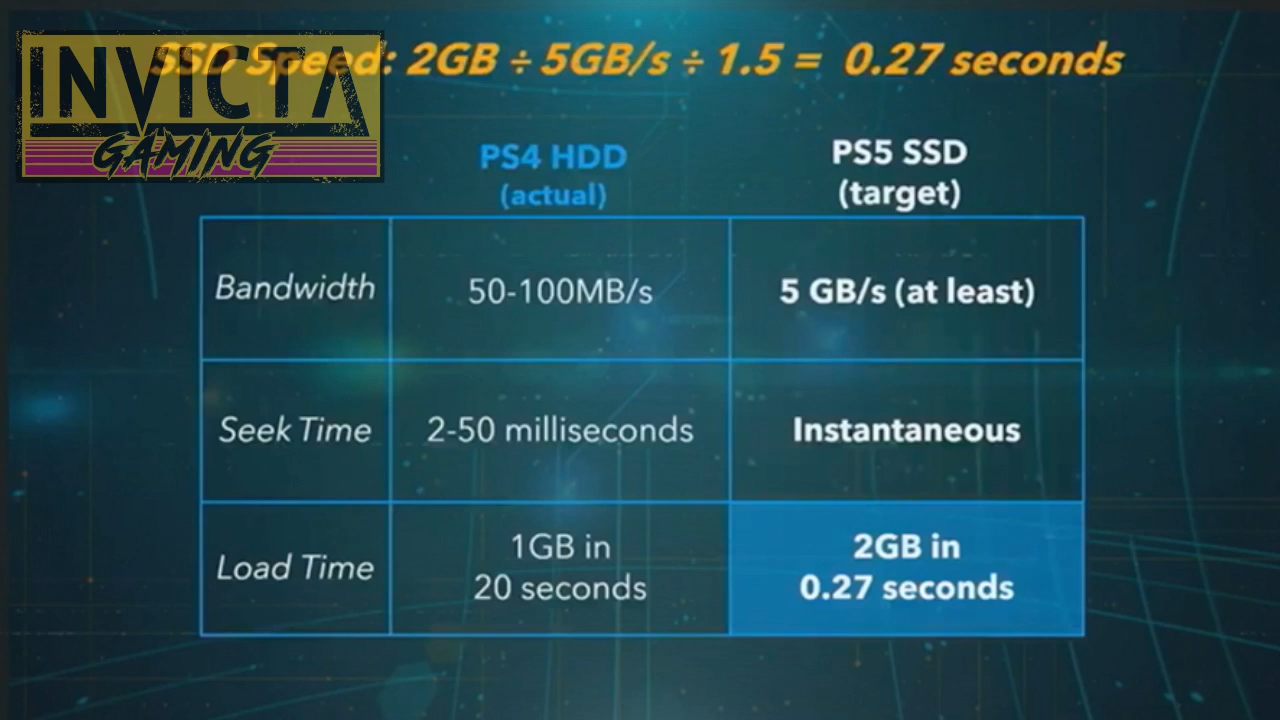 INVICTA
GAMING
SSD Speed: 2GB ÷ 5GB/s ÷ 1.5 = 0.27 seconds
PS4 HDD
(actual)
PS5 SSD
(target)
Bandwidth
50-100MB/s
5 GB/s (at least)
Seek Time
2-50 milliseconds
Instantaneous
Load Time
1GB in
20 seconds
2GB in
0.27 seconds